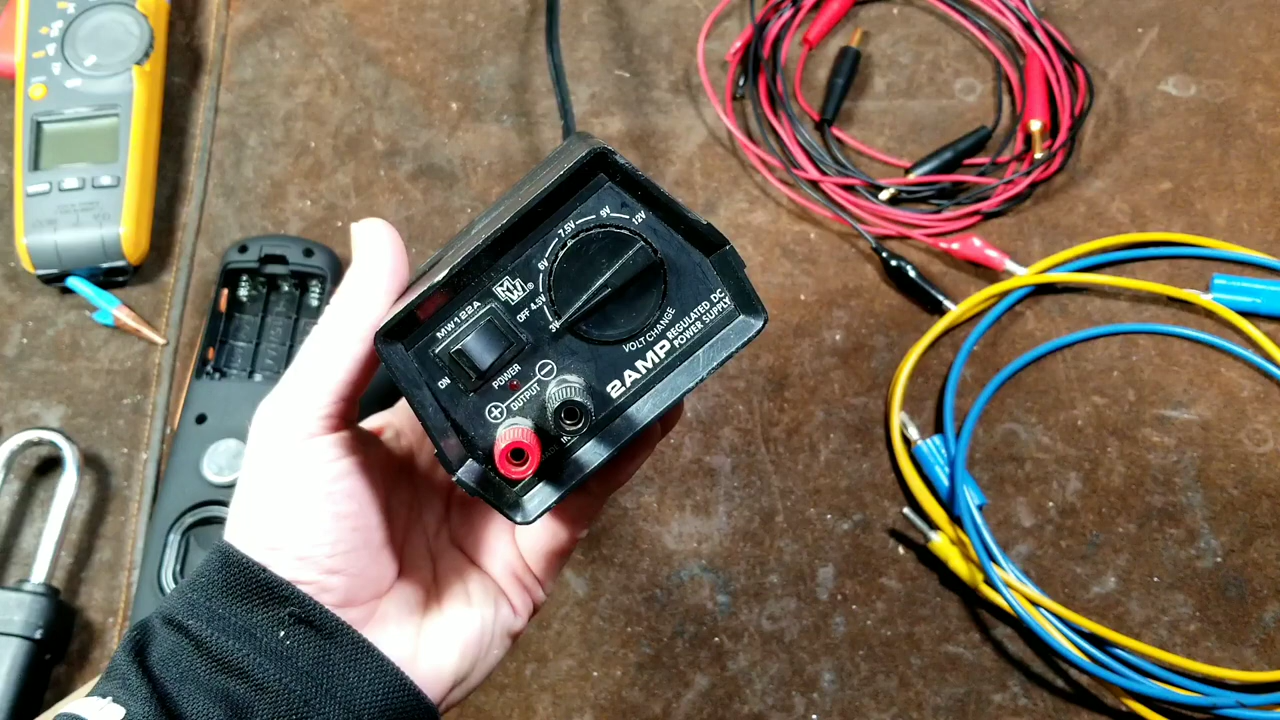 MW®
MW122A
OFF
ON
POWER
OUTPUT
3V
4.5V
6V
7.5V
9V
12V
VOLT CHANGE
2AMP REGULATED DC
POWER SUPPLY